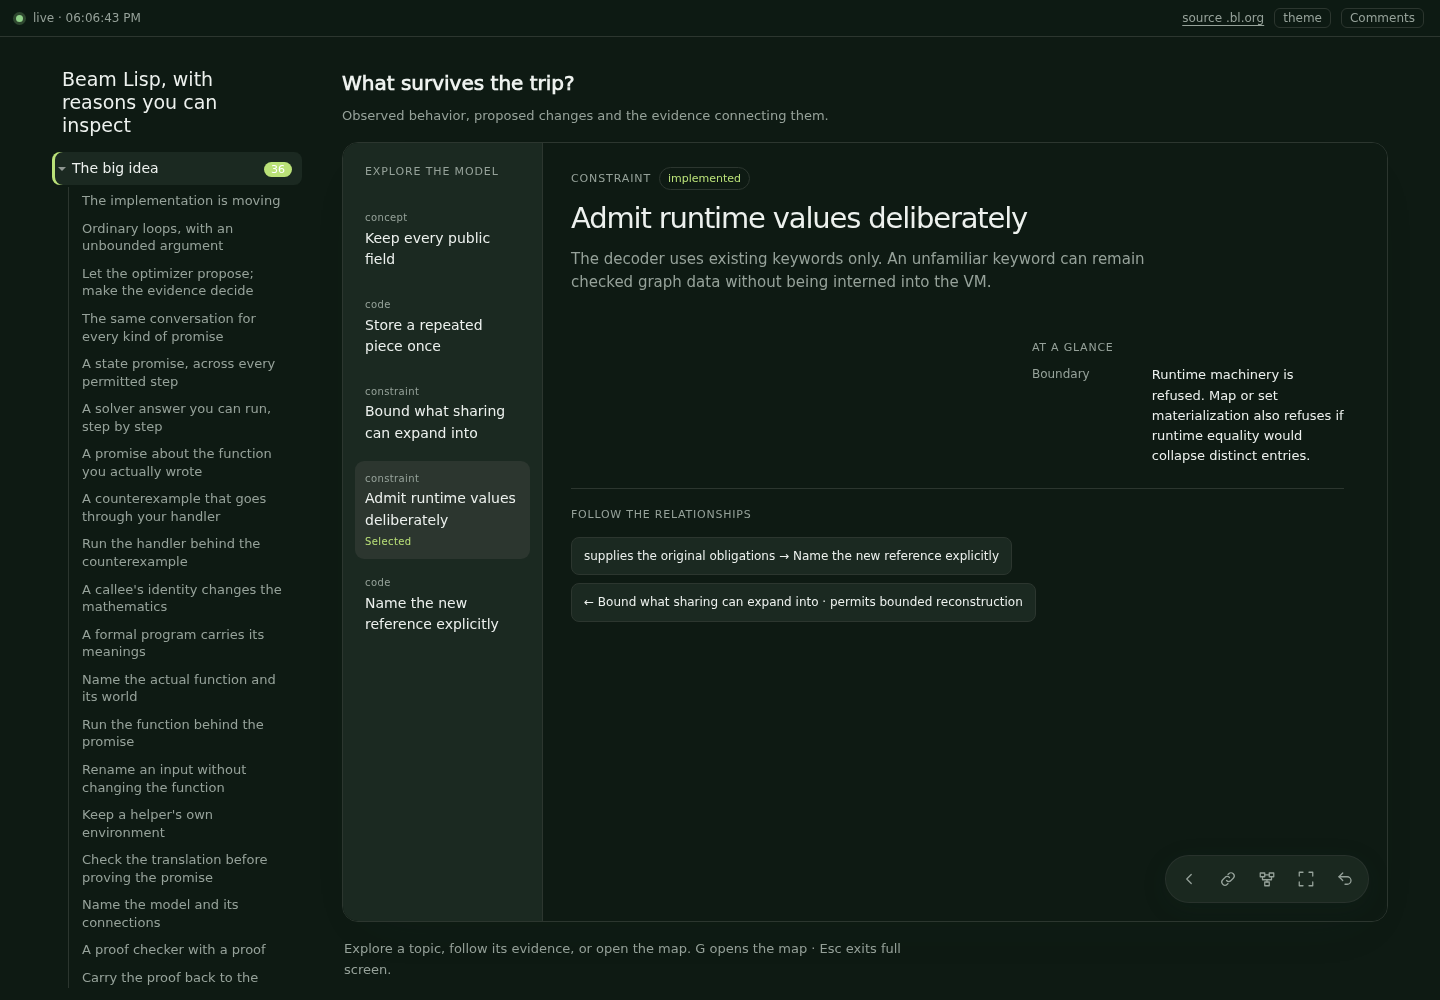 live · 06:06:43 PM
source .bl.org
theme
Comments
Beam Lisp, with
reasons you can
inspect
The big idea
36
The implementation is moving
Ordinary loops, with an
unbounded argument
Let the optimizer propose;
make the evidence decide
The same conversation for
every kind of promise
A state promise, across every
permitted step
A solver answer you can run,
step by step
A promise about the function
you actually wrote
A counterexample that goes
through your handler
Run the handler behind the
counterexample
A callee's identity changes the
mathematics
A formal program carries its
meanings
Name the actual function and
its world
Run the function behind the
promise
Rename an input without
changing the function
Keep a helper's own
environment
Check the translation before
proving the promise
Name the model and its
connections
A proof checker with a proof
Carry the proof back to the
What survives the trip?
Observed behavior, proposed changes and the evidence connecting them.
EXPLORE THE MODEL
concept
Keep every public
field
code
Store a repeated
piece once
constraint
Bound what sharing
can expand into
constraint
Admit runtime values
deliberately
Selected
code
Name the new
reference explicitly
CONSTRAINT
implemented
Admit runtime values deliberately
The decoder uses existing keywords only. An unfamiliar keyword can remain
checked graph data without being interned into the VM.
AT A GLANCE
Boundary
Runtime machinery is
refused. Map or set
materialization also refuses if
runtime equality would
collapse distinct entries.
FOLLOW THE RELATIONSHIPS
supplies the original obligations → Name the new reference explicitly
← Bound what sharing can expand into · permits bounded reconstruction
Explore a topic, follow its evidence, or open the map. G opens the map · Esc exits full
screen.